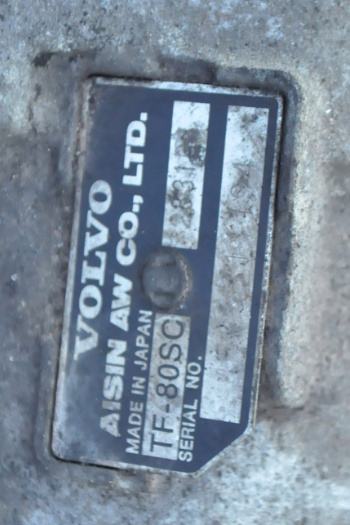 VOLVO
AISIN AW CO., LTD.
MADE IN JAPAN
TF-80SC
SERIAL NO.